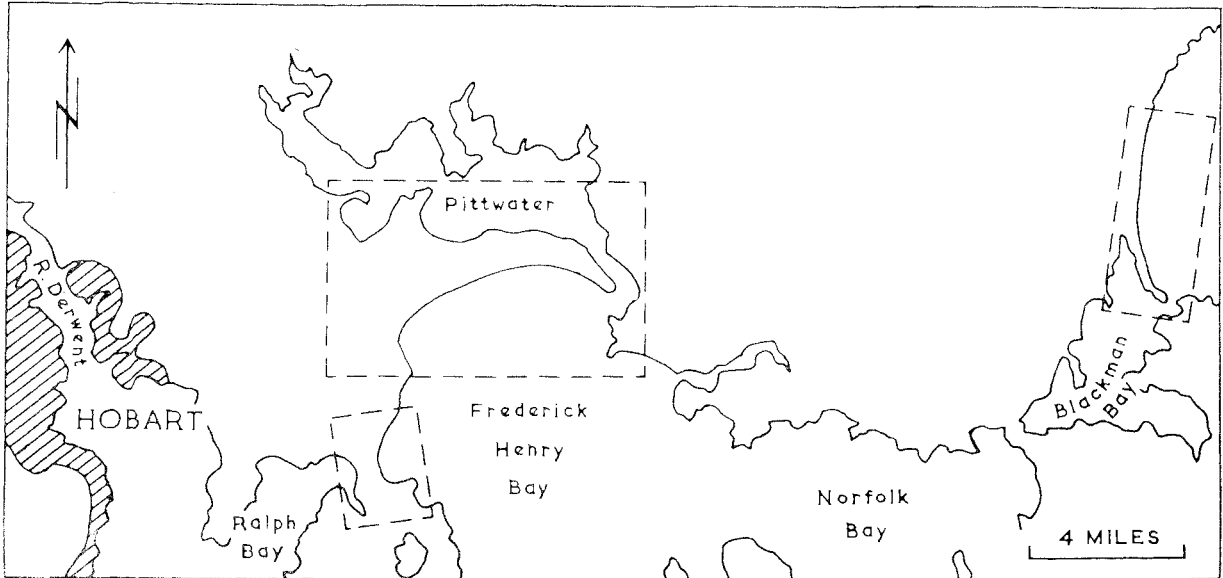 Pittwater
R. Derwent
HOBART
Frederick
Henry
Bay
Blackman
Bay
Ralph
Bay
Norfolk
Bay
4 MILES